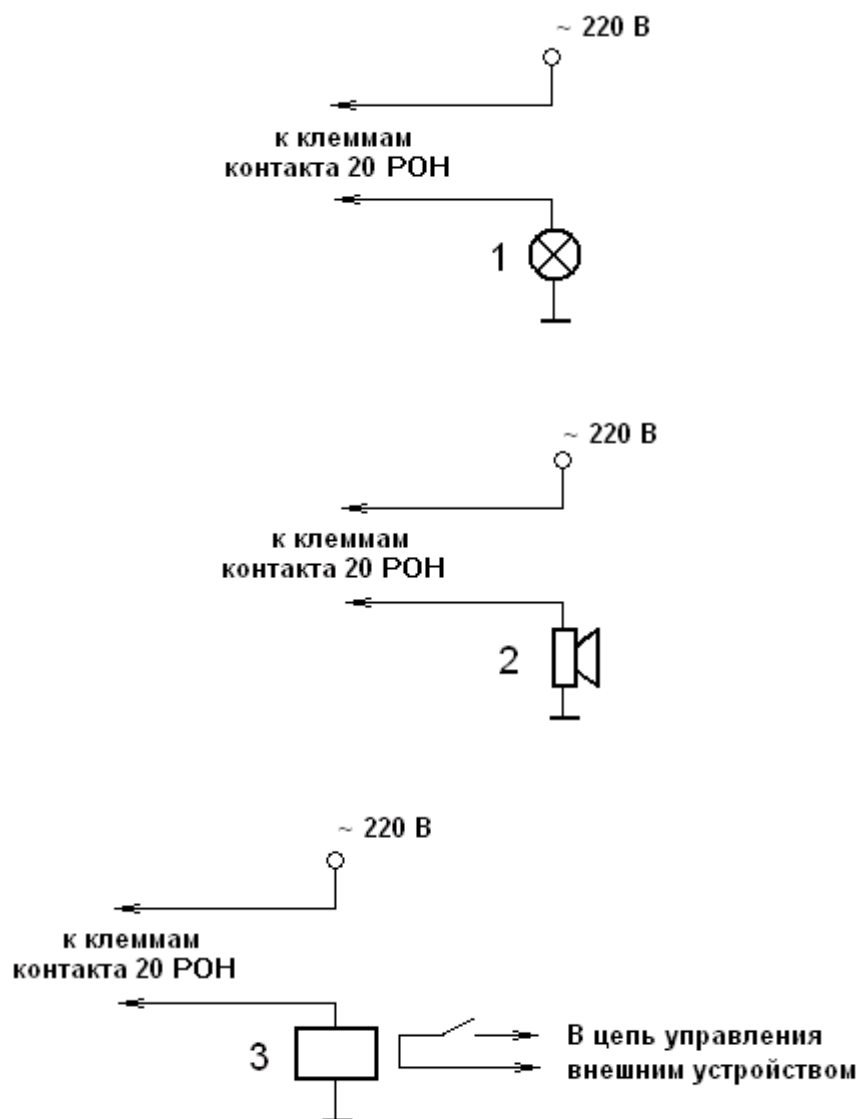 ~ 220 В
к клеммам
контакта 20 РОН
1
~ 220 В
к клеммам
контакта 20 РОН
2
~ 220 В
к клеммам
контакта 20 РОН
3
В цепь управления
внешним устройством